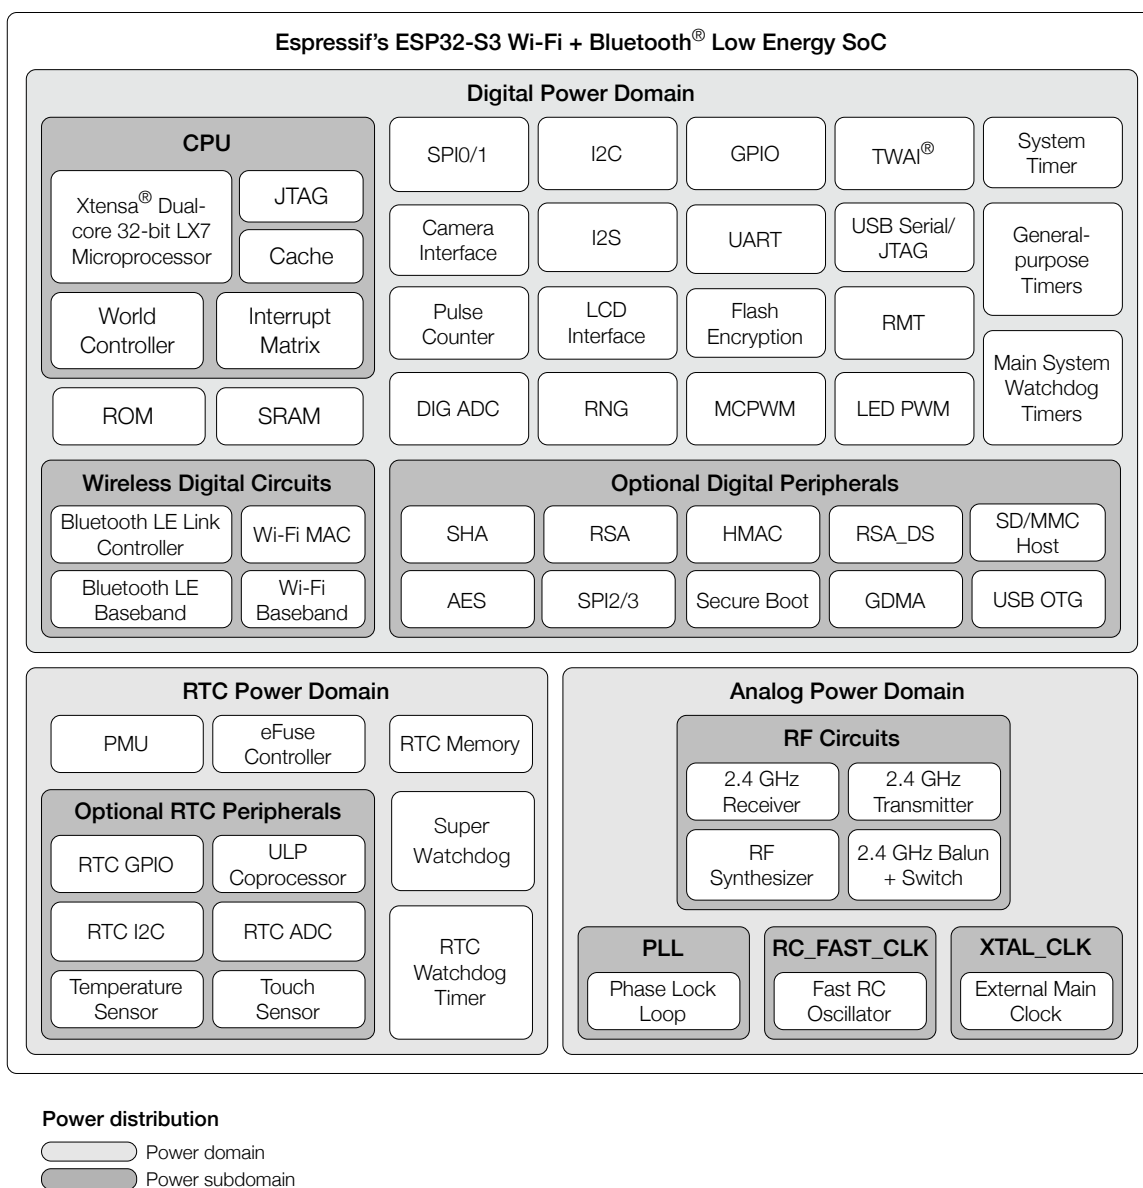 Espressif's ESP32-S3 Wi-Fi + Bluetooth® Low Energy SoC
Digital Power Domain
CPU
Xtensa® Dual-
core 32-bit LX7
Microprocessor
JTAG
Cache
World
Controller
Interrupt
Matrix
ROM
SRAM
SPI0/1
I2C
GPIO
TWAI®
System
Timer
Camera
Interface
I2S
UART
USB Serial/
JTAG
General-
purpose
Timers
Pulse
Counter
LCD
Interface
Flash
Encryption
RMT
Main System
Watchdog
Timers
DIG ADC
RNG
MCPWM
LED PWM
Wireless Digital Circuits
Bluetooth LE Link
Controller
Wi-Fi MAC
Bluetooth LE
Baseband
Wi-Fi
Baseband
Optional Digital Peripherals
SHA
RSA
HMAC
RSA_DS
SD/MMC
Host
AES
SPI2/3
Secure Boot
GDMA
USB OTG
RTC Power Domain
PMU
eFuse
Controller
RTC Memory
Optional RTC Peripherals
RTC GPIO
ULP
Coprocessor
RTC I2C
RTC ADC
Temperature
Sensor
Touch
Sensor
Super
Watchdog
RTC
Watchdog
Timer
Analog Power Domain
RF Circuits
2.4 GHz
Receiver
2.4 GHz
Transmitter
RF
Synthesizer
2.4 GHz Balun
+ Switch
PLL
Phase Lock
Loop
RC_FAST_CLK
Fast RC
Oscillator
XTAL_CLK
External Main
Clock
Power distribution
Power domain
Power subdomain